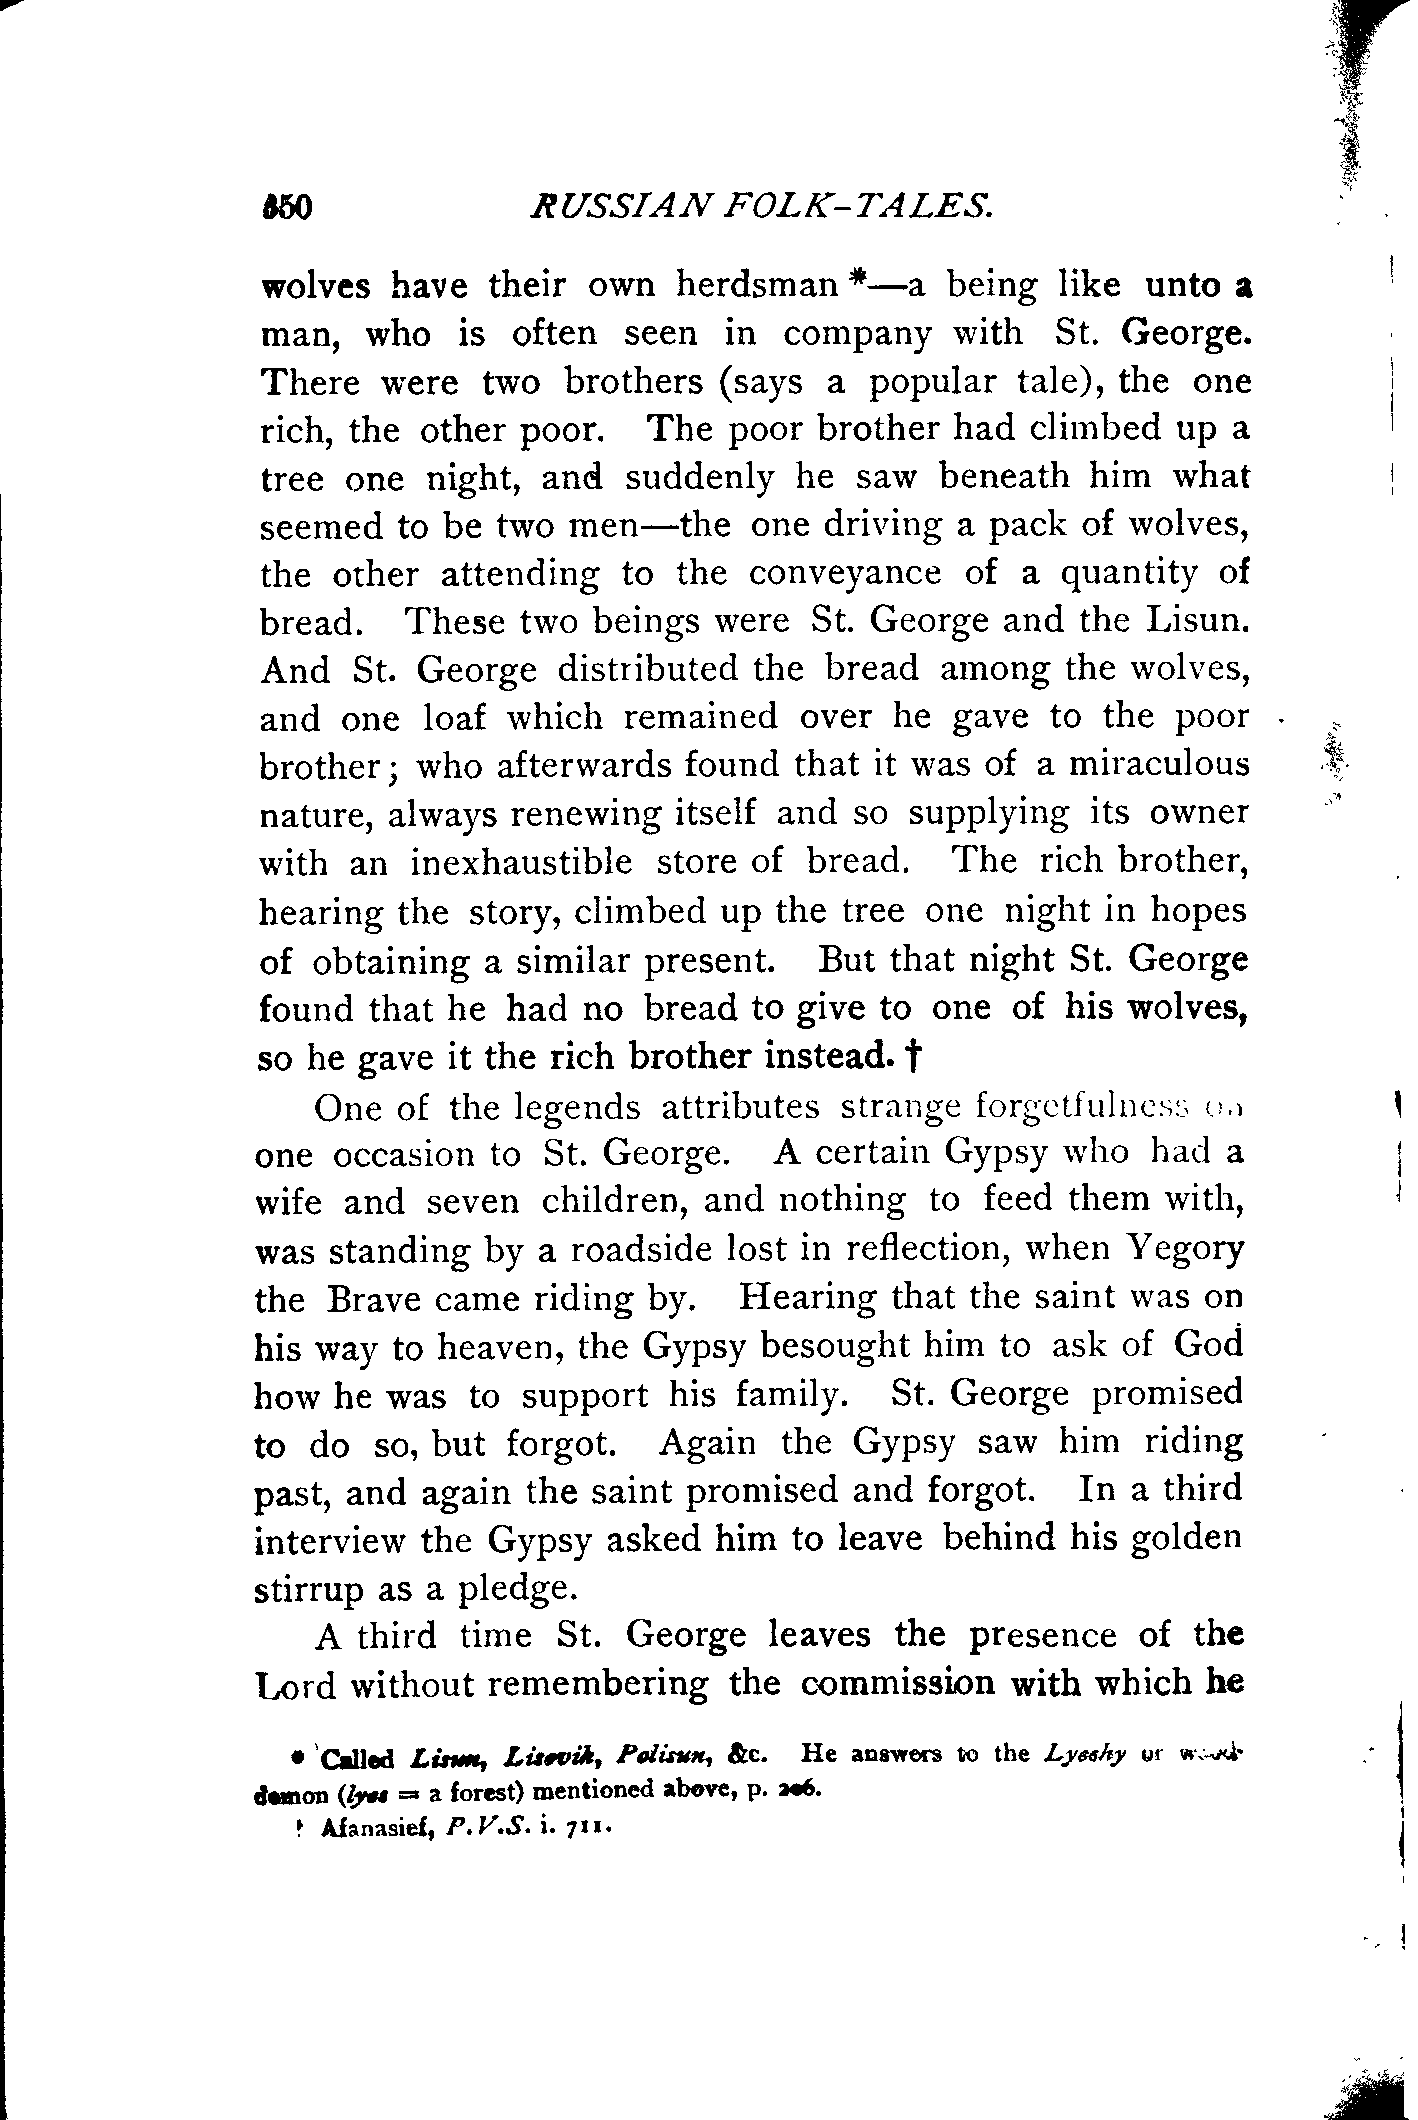 350 RUSSIAN FOLK-TALES.
wolves have their own herdsman *—a being like unto a
man, who is often seen in company with St. George.
There were two brothers (says a popular tale), the one
rich, the other poor. The poor brother had climbed up a
tree one night, and suddenly he saw beneath him what
seemed to be two men—the one driving a pack of wolves,
the other attending to the conveyance of a quantity of
bread. These two beings were St. George and the Lisun.
And St. George distributed the bread among the wolves,
and one loaf which remained over he gave to the poor
brother; who afterwards found that it was of a miraculous
nature, always renewing itself and so supplying its owner
with an inexhaustible store of bread. The rich brother,
hearing the story, climbed up the tree one night in hopes
of obtaining a similar present. But that night St. George
found that he had no bread to give to one of his wolves,
so he gave it the rich brother instead. †
One of the legends attributes strange forgetfulness on
one occasion to St. George. A certain Gypsy who had a
wife and seven children, and nothing to feed them with,
was standing by a roadside lost in reflection, when Yegory
the Brave came riding by. Hearing that the saint was on
his way to heaven, the Gypsy besought him to ask of God
how he was to support his family. St. George promised
to do so, but forgot. Again the Gypsy saw him riding
past, and again the saint promised and forgot. In a third
interview the Gypsy asked him to leave behind his golden
stirrup as a pledge.
A third time St. George leaves the presence of the
Lord without remembering the commission with which he
* Called Lisun, Lisovik, Polisun, &c. He answers to the Lyeshy or wood-
demon (lyes = a forest) mentioned above, p. 206.
† Afanasief, P.V.S. i. 711.